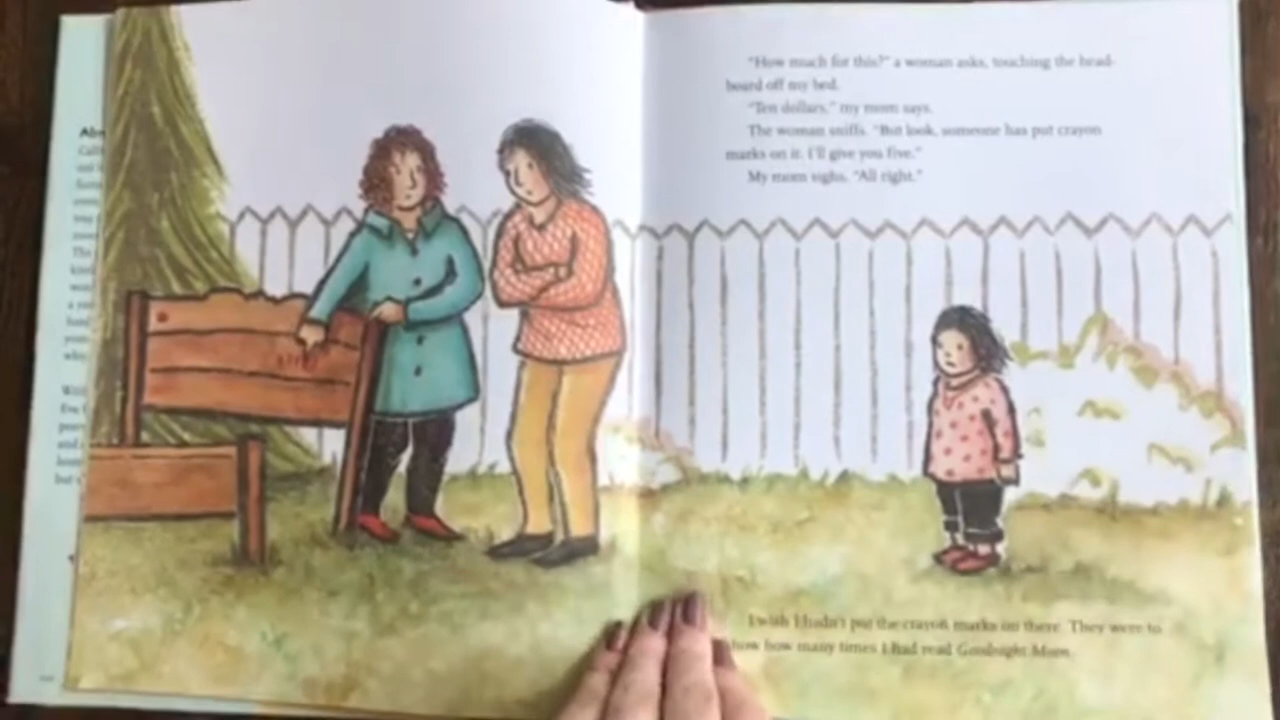 "How much for this?" a woman asks, touching the head-
board off my bed.
"Ten dollars," my mom says.
The woman sniffs. "But look, someone has put crayon
marks on it. I'll give you five."
My mom sighs. "All right."
I wish I hadn't put the crayon marks on there. They were to
show how many times I had read Goodnight Moon.